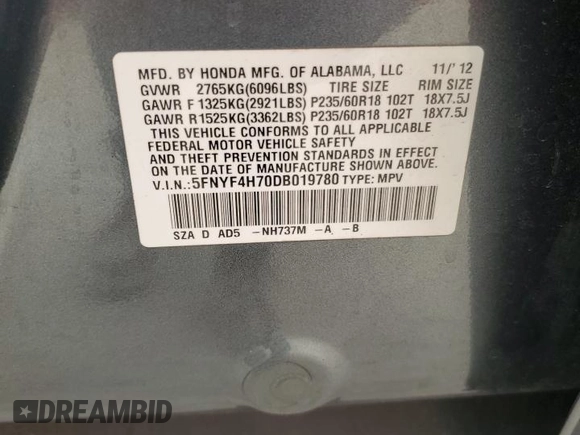 MFD. BY HONDA MFG. OF ALABAMA, LLC 11/'12
GVWR 2765KG(6096LBS) TIRE SIZE RIM SIZE
GAWR F 1325KG(2921LBS) P235/60R18 102T 18X7.5J
GAWR R1525KG(3362LBS) P235/60R18 102T 18X7.5J
THIS VEHICLE CONFORMS TO ALL APPLICABLE
FEDERAL MOTOR VEHICLE SAFETY
AND THEFT PREVENTION STANDARDS IN EFFECT
ON THE DATE OF MANUFACTURE SHOWN ABOVE.
V.I.N.:5FNYF4H70DB019780 TYPE: MPV
SZA D AD5 -NH737M -A -B
DREAMBID